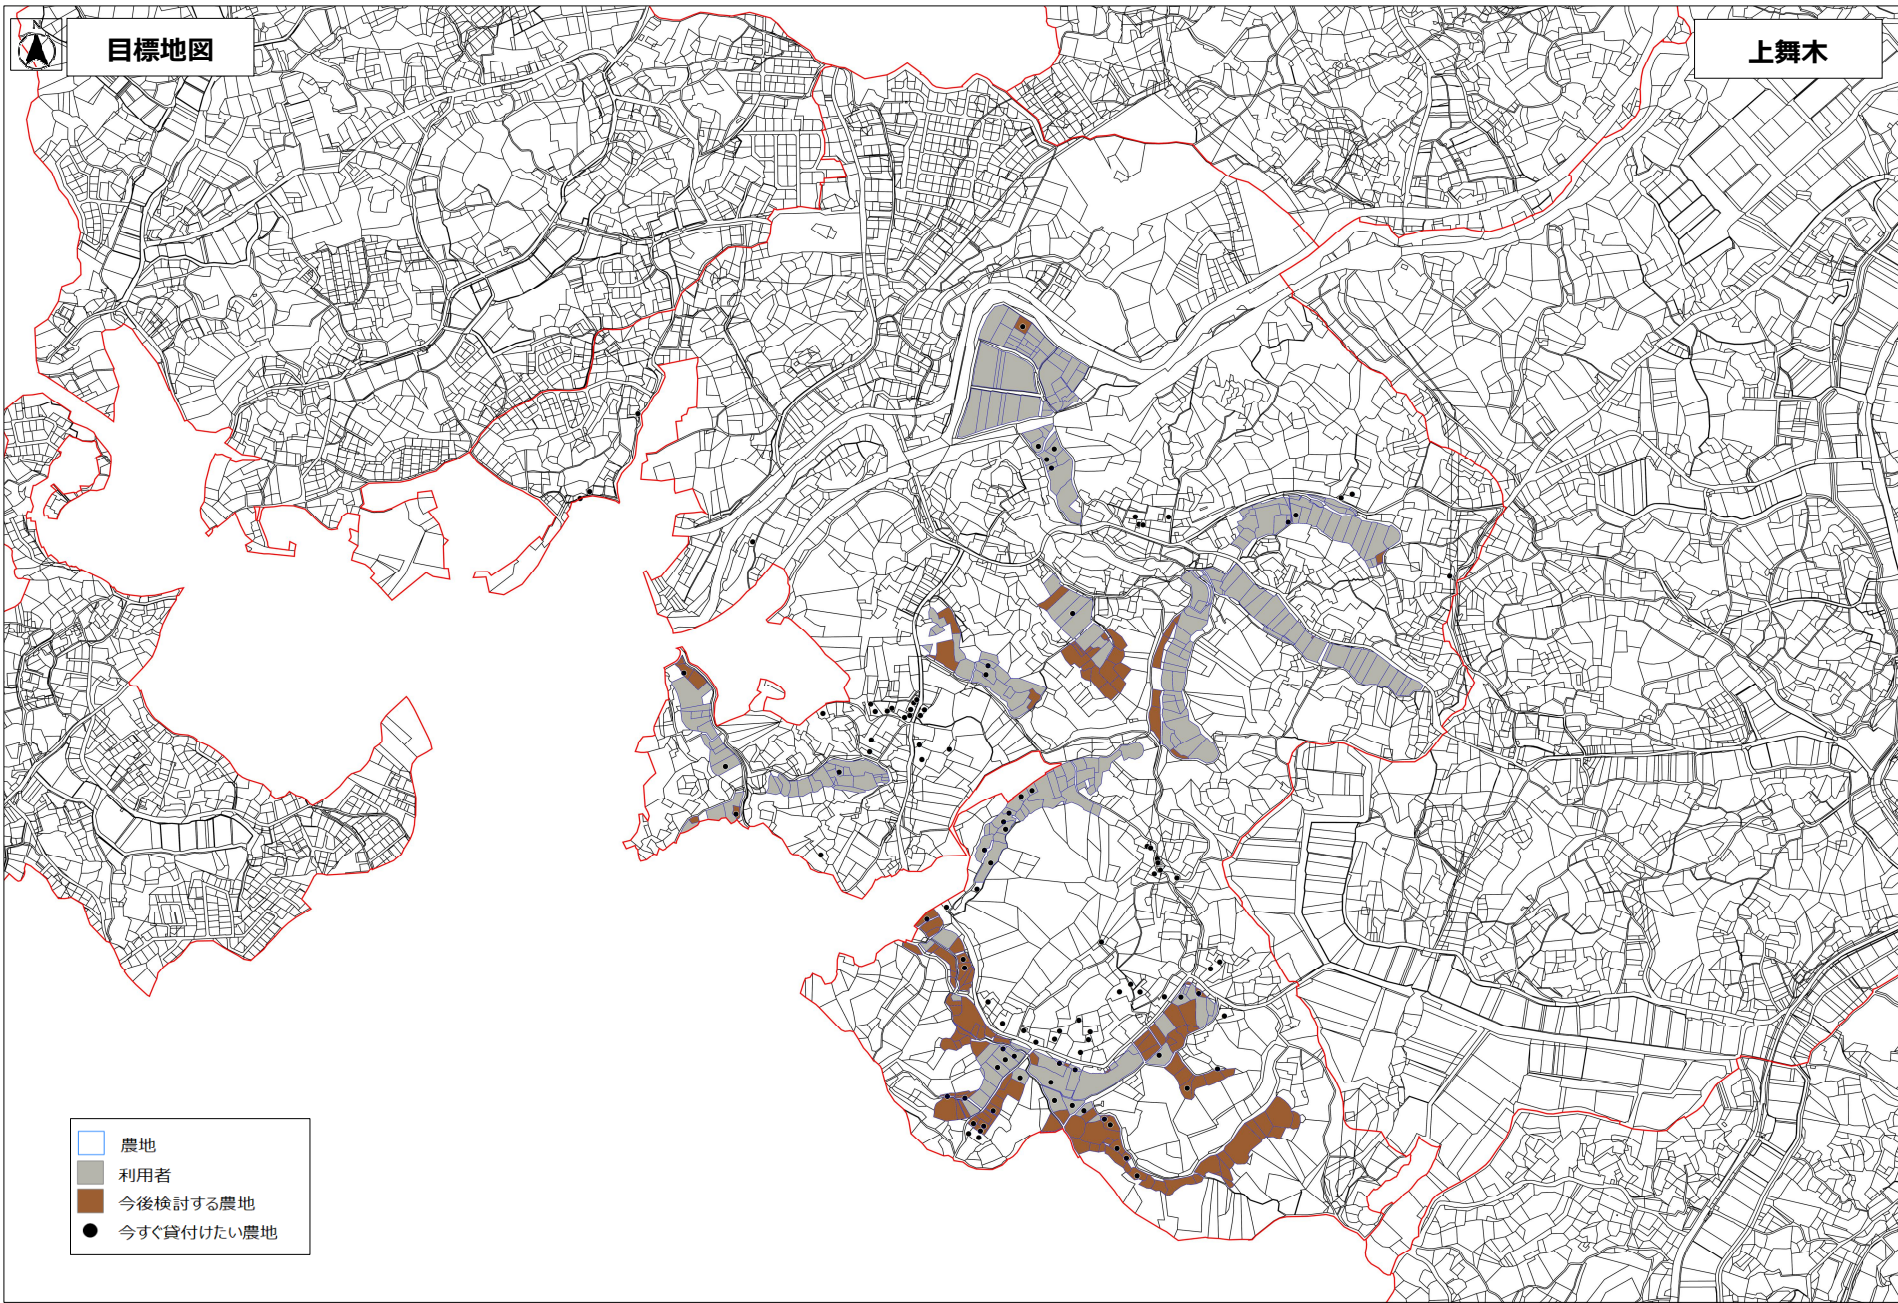 N
目標地図
上舞木
農地
利用者
今後検討する農地
今すぐ貸付けたい農地